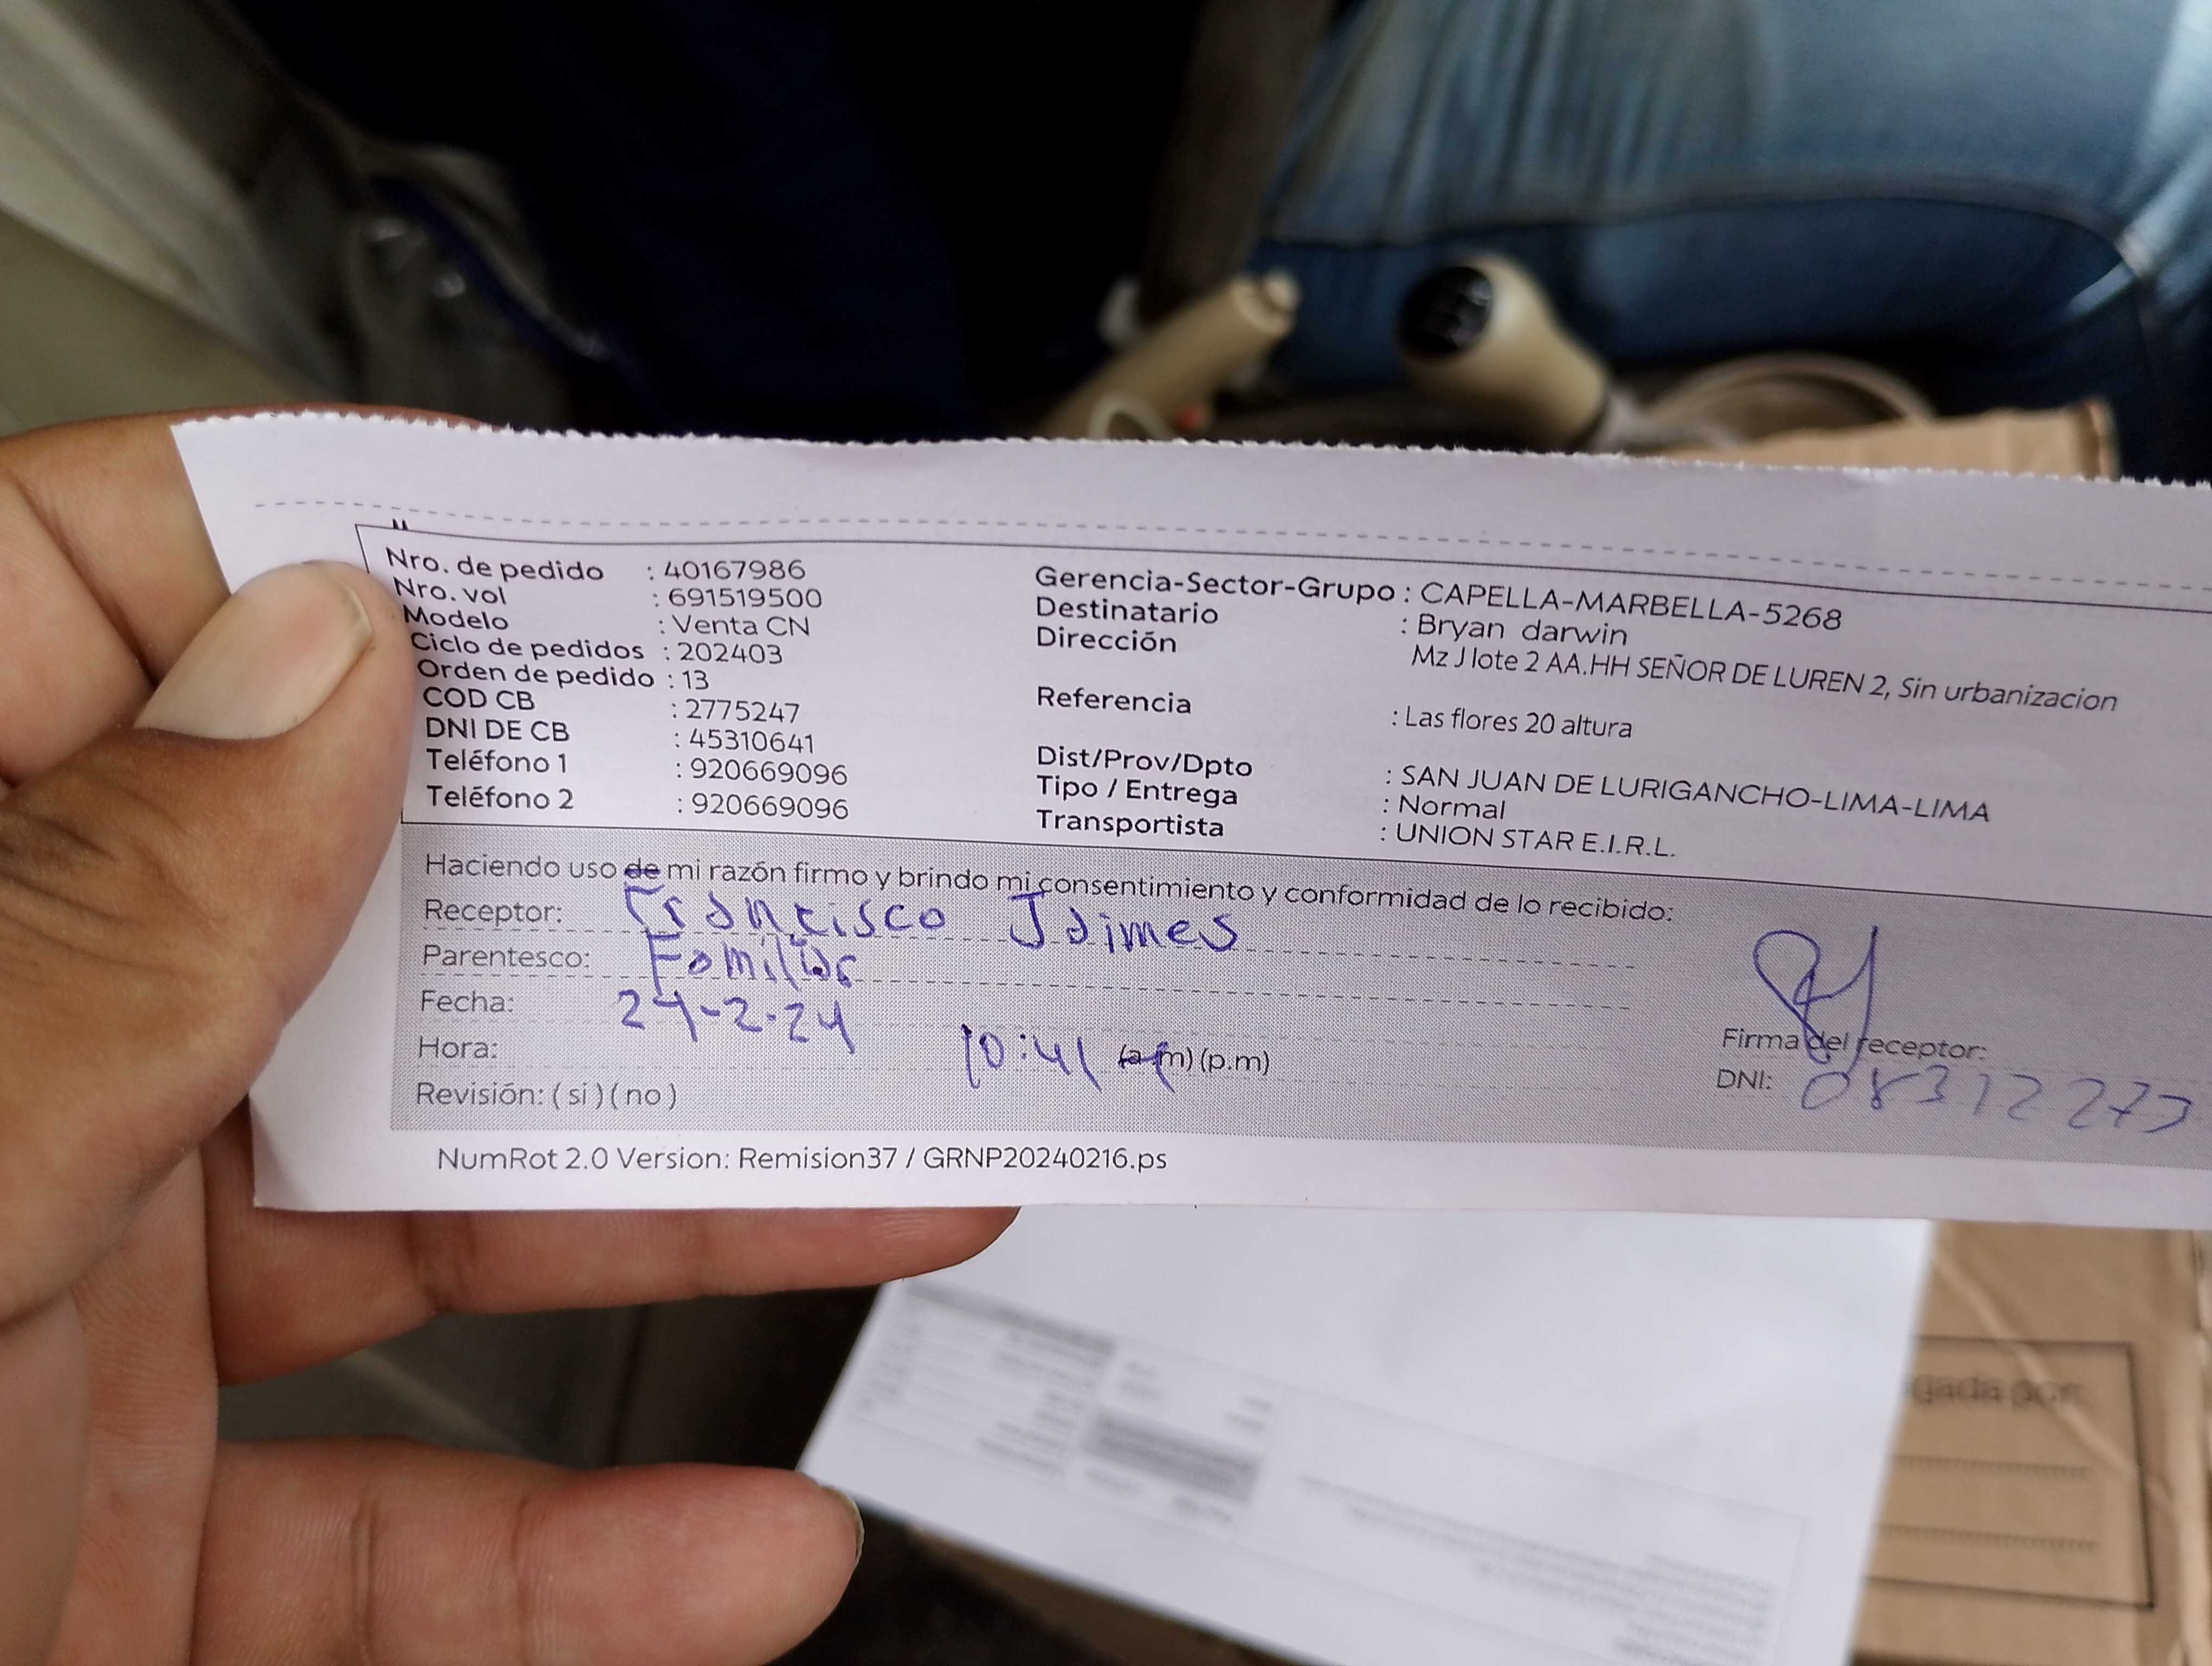 Nro. de pedido : 40167986
Nro. vol : 691519500
Modelo : Venta CN
Ciclo de pedidos : 202403
Orden de pedido : 13
COD CB : 2775247
DNI DE CB : 45310641
Teléfono 1 : 920669096
Teléfono 2 : 920669096
Gerencia-Sector-Grupo : CAPELLA-MARBELLA-5268
Destinatario : Bryan darwin
Dirección Mz J lote 2 AA.HH SEÑOR DE LUREN 2, Sin urbanizacion
Referencia : Las flores 20 altura
Dist/Prov/Dpto : SAN JUAN DE LURIGANCHO-LIMA-LIMA
Tipo / Entrega : Normal
Transportista : UNION STAR E.I.R.L.
Haciendo uso de mi razón firmo y brindo mi consentimiento y conformidad de lo recibido:
Receptor: Francisco Jaimes
Parentesco: Familiar
Fecha: 24-2-24
Hora: 10:41 (a.m) (p.m)
Revisión: ( si ) ( no )
Firma del receptor:
DNI:
NumRot 2.0 Version: Remision37 / GRNP20240216.ps
gada por